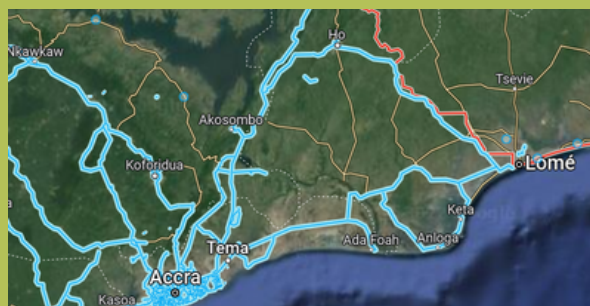 Ho
Nkawkaw
Tsevie
Akosombo
Koforidua
Lomé
Keta
Tema
Ada Foah
Anloga
Accra
Kasoa